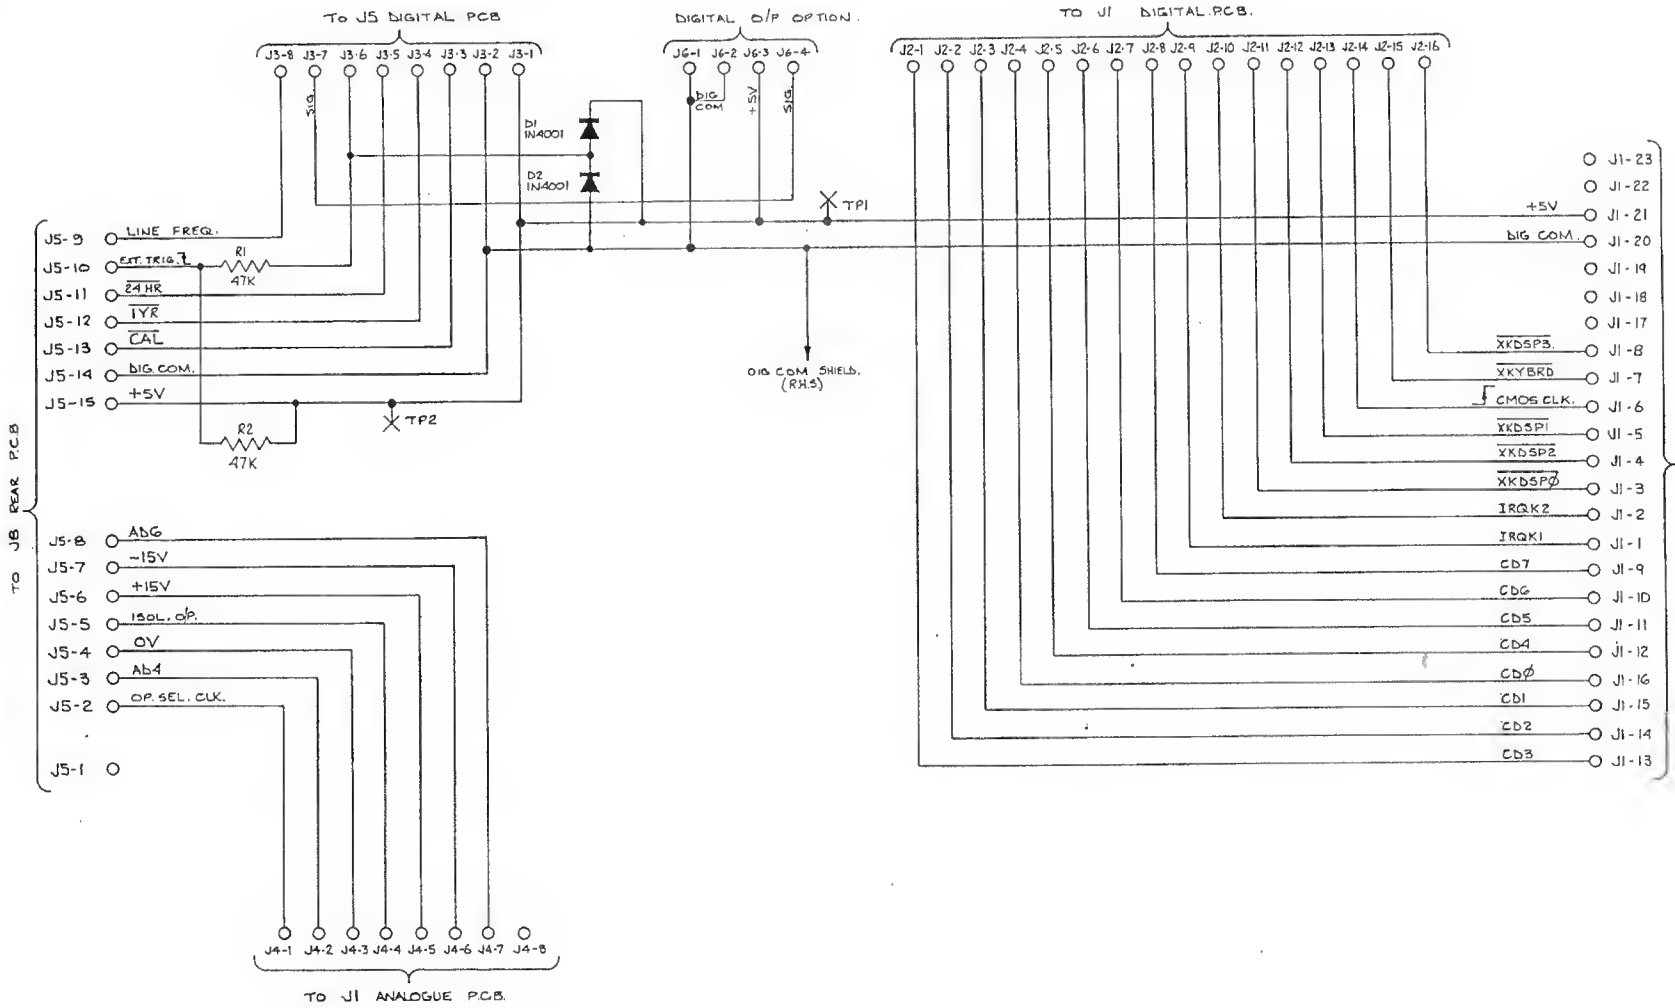 TO J5 DIGITAL PCB
DIGITAL O/P OPTION.
TO J1 DIGITAL.P.C.B.
J3-8 J3-7 J3-6 J3-5 J3-4 J3-3 J3-2 J3-1
J6-1 J6-2 J6-3 J6-4
J2-1 J2-2 J2-3 J2-4 J2-5 J2-6 J2-7 J2-8 J2-9 J2-10 J2-11 J2-12 J2-13 J2-14 J2-15 J2-16
SIG.
DIG
COM
+5V
SIG.
D1
1N4001
D2
1N4001
TP1
J1-23
J1-22
+5V J1-21
DIG COM. J1-20
J1-19
J1-18
J1-17
XKDSP3. J1-8
XKYBRD J1-7
CMOS CLK. J1-6
XKDSP1 J1-5
XKDSP2 J1-4
XKDSPØ J1-3
IRQK2 J1-2
IRQK1 J1-1
CD7 J1-9
CD6 J1-10
CD5 J1-11
CD4 J1-12
CDØ J1-16
CD1 J1-15
CD2 J1-14
CD3 J1-13
J5-9 LINE FREQ.
J5-10 EXT. TRIG.
R1
47K
J5-11 24 HR
J5-12 1YR
J5-13 CAL
J5-14 DIG. COM.
J5-15 +5V
TP2
R2
47K
DIG COM SHIELD.
(R.H.S.)
TO J8 REAR P.C.B
J5-8 AD6
J5-7 -15V
J5-6 +15V
J5-5 ISOL. O/P.
J5-4 OV
J5-3 AD4
J5-2 OP. SEL. CLK.
J5-1
J4-1 J4-2 J4-3 J4-4 J4-5 J4-6 J4-7 J4-8
TO J1 ANALOGUE P.C.B.